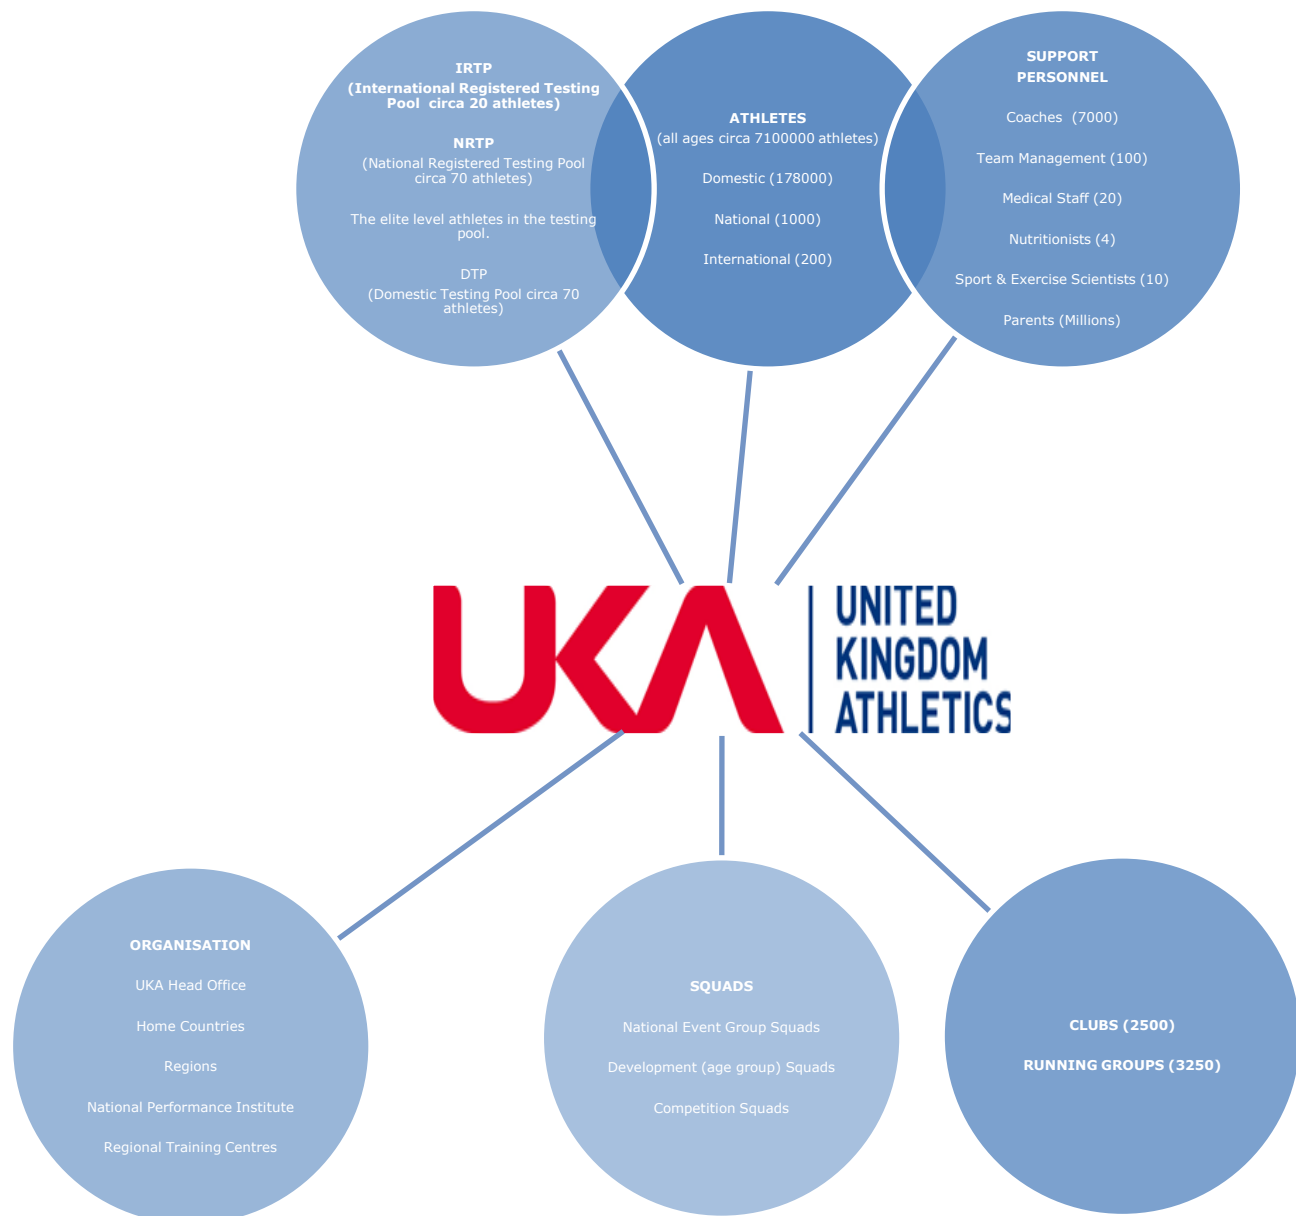 IRTP
(International Registered Testing
Pool circa 20 athletes)
NRTP
(National Registered Testing Pool
circa 70 athletes)
The elite level athletes in the testing
pool.
DTP
(Domestic Testing Pool circa 70
athletes)
ATHLETES
(all ages circa 7100000 athletes)
Domestic (178000)
National (1000)
International (200)
SUPPORT
PERSONNEL
Coaches (7000)
Team Management (100)
Medical Staff (20)
Nutritionists (4)
Sport & Exercise Scientists (10)
Parents (Millions)
UKA
UNITED
KINGDOM
ATHLETICS
ORGANISATION
UKA Head Office
Home Countries
Regions
National Performance Institute
Regional Training Centres
SQUADS
National Event Group Squads
Development (age group) Squads
Competition Squads
CLUBS (2500)
RUNNING GROUPS (3250)